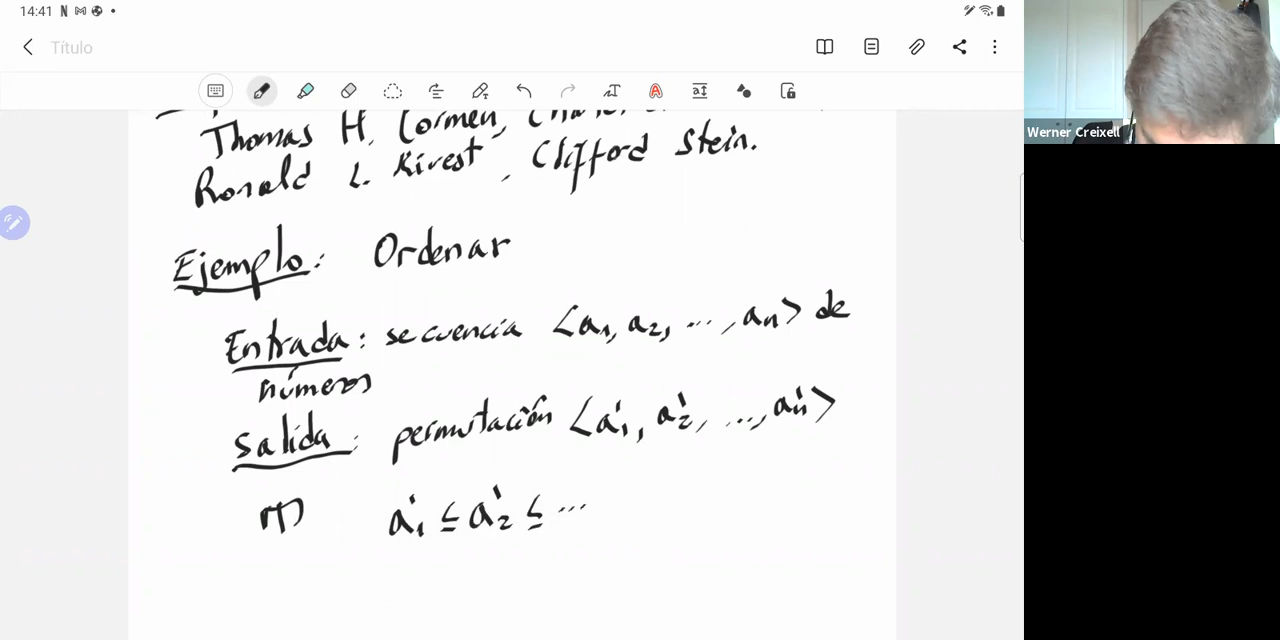 14:41
Título
Werner Creixell
Thomas H. Cormen,
Ronald L. Rivest, Clifford Stein.
Ejemplo: Ordenar
Entrada: secuencia <a1, a2, ..., an> de
números
Salida: permutación <a'1, a'2, ..., a'n>
a'1 ≤ a'2 ≤ ...